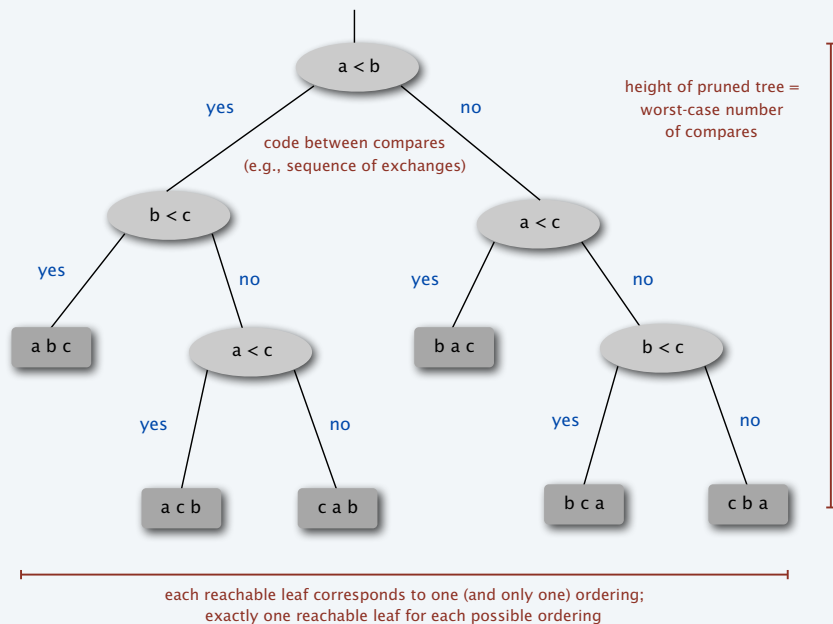 a < b
height of pruned tree =
worst-case number
of compares
yes
no
code between compares
(e.g., sequence of exchanges)
b < c
a < c
yes
no
yes
no
a b c
a < c
b a c
b < c
yes
no
yes
no
a c b
c a b
b c a
c b a
each reachable leaf corresponds to one (and only one) ordering;
exactly one reachable leaf for each possible ordering